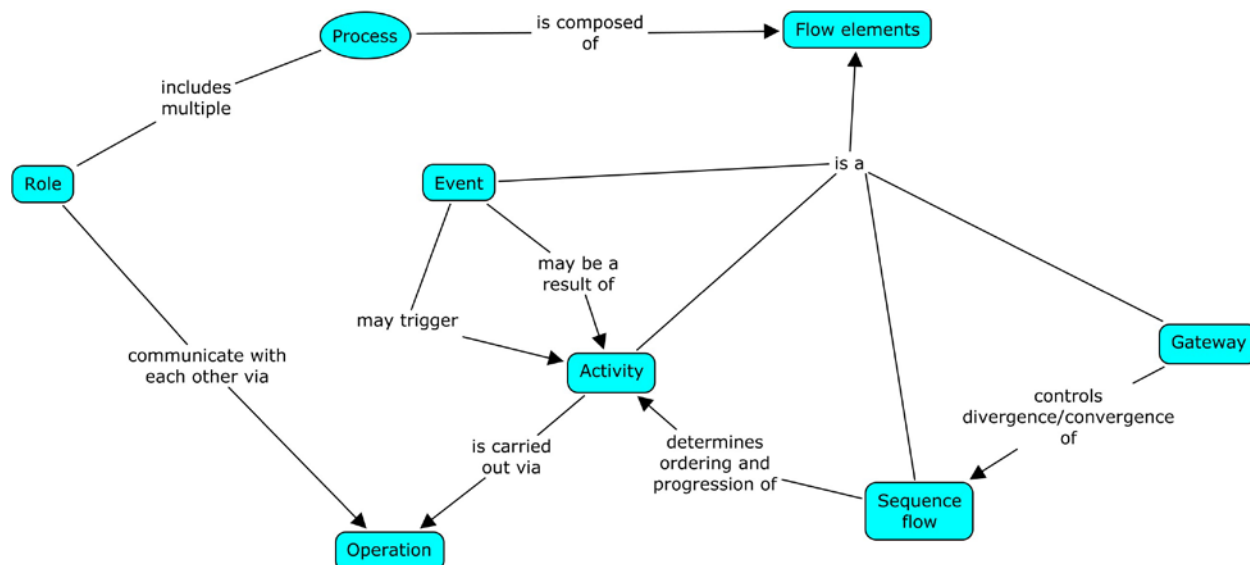 Process
is composed
of
Flow elements
includes
multiple
is a
Role
Event
may be a
result of
may trigger
Gateway
communicate with
each other via
Activity
controls
divergence/convergence
of
is carried
out via
determines
ordering and
progression of
Sequence
flow
Operation